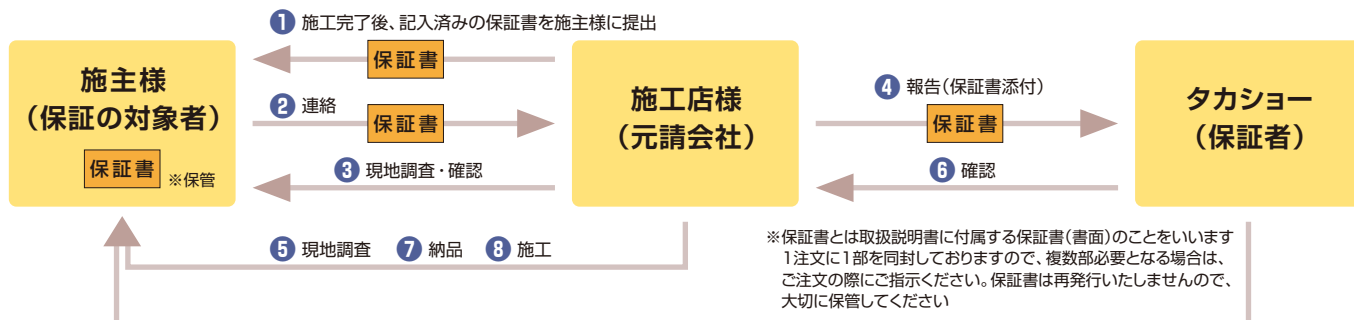 ❶ 施工完了後、記入済みの保証書を施主様に提出
保証書
施主様
(保証の対象者)
保証書 ※保管
❷ 連絡
保証書
❸ 現地調査・確認
施工店様
(元請会社)
❹ 報告(保証書添付)
保証書
❻ 確認
タカショー
(保証者)
❺ 現地調査 ❼ 納品 ❽ 施工
※保証書とは取扱説明書に付属する保証書(書面)のことをいいます
1注文に1部を同封しておりますので、複数部必要となる場合は、
ご注文の際にご指示ください。保証書は再発行いたしませんので、
大切に保管してください